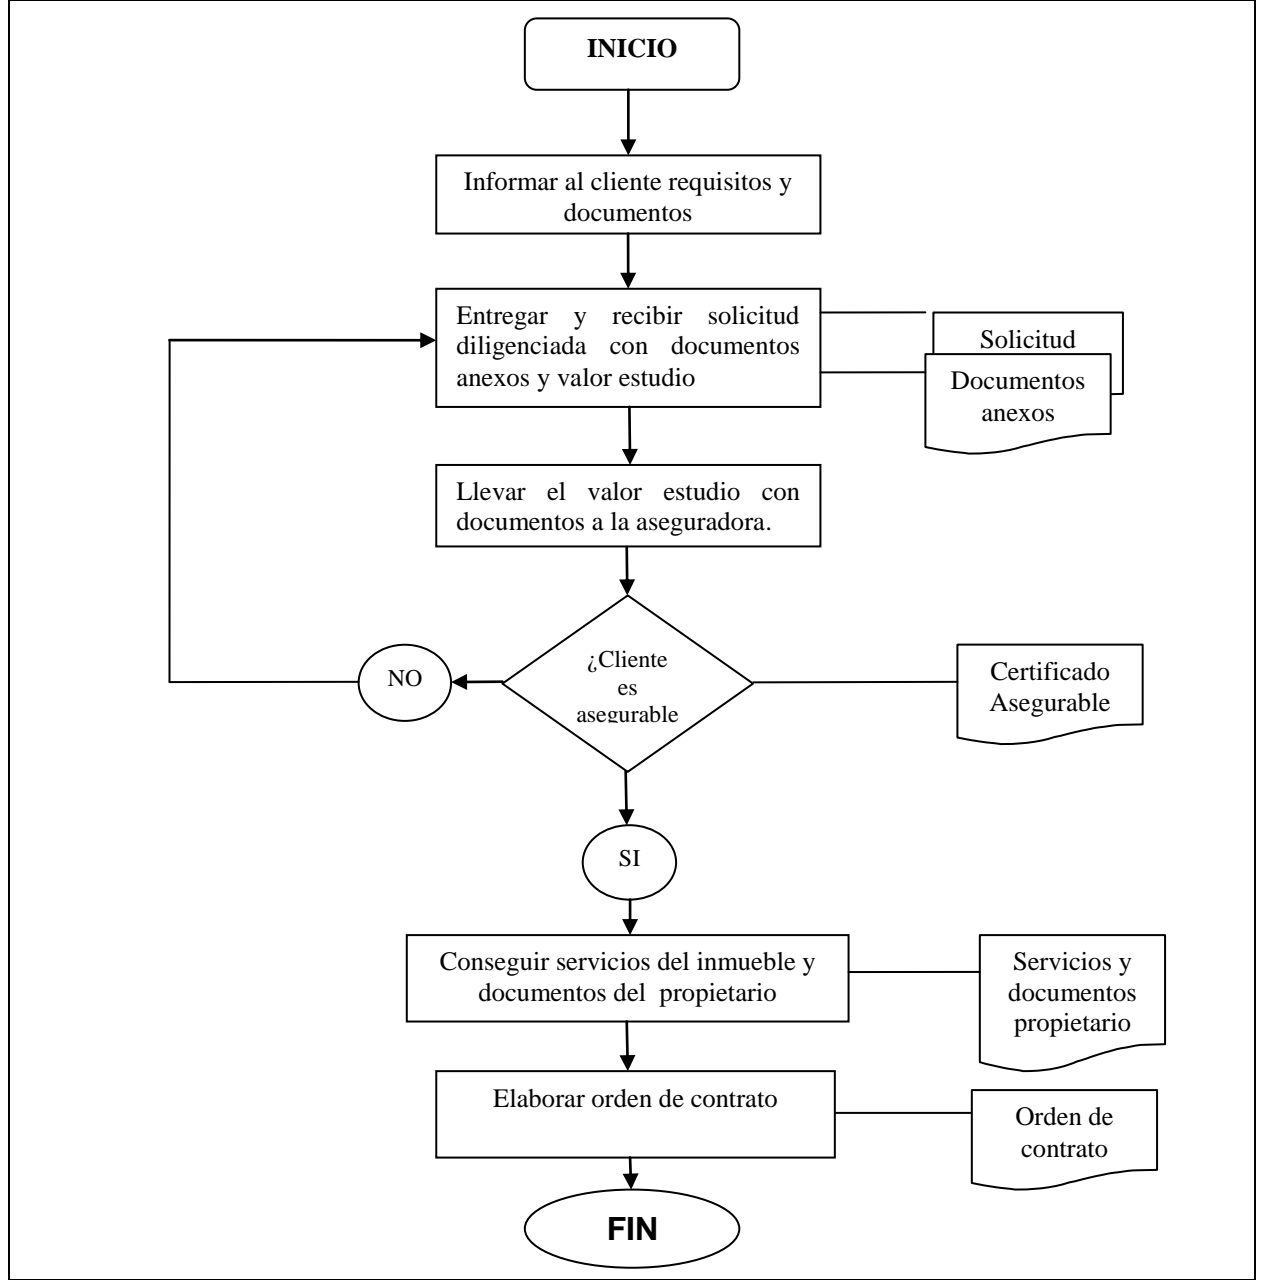 INICIO
Informar al cliente requisitos y
documentos
Entregar y recibir solicitud
diligenciada con documentos
anexos y valor estudio
Solicitud
Documentos
anexos
Llevar el valor estudio con
documentos a la aseguradora.
¿Cliente
es
asegurable
NO
Certificado
Asegurable
SI
Conseguir servicios del inmueble y
documentos del propietario
Servicios y
documentos
propietario
Elaborar orden de contrato
Orden de
contrato
FIN